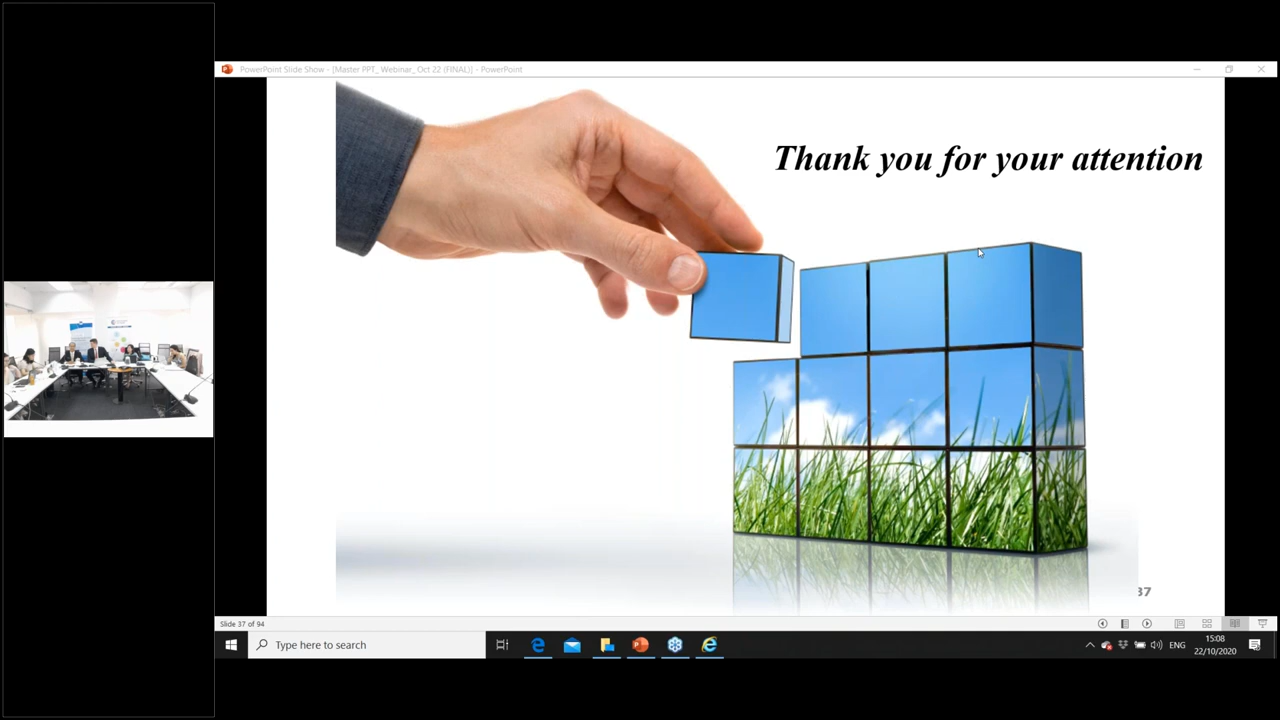 PowerPoint Slide Show - [Master PPT_ Webinar_ Oct 22 (FINAL)] - PowerPoint
Thank you for your attention
37
Slide 37 of 94
Type here to search
ENG
15:08
22/10/2020